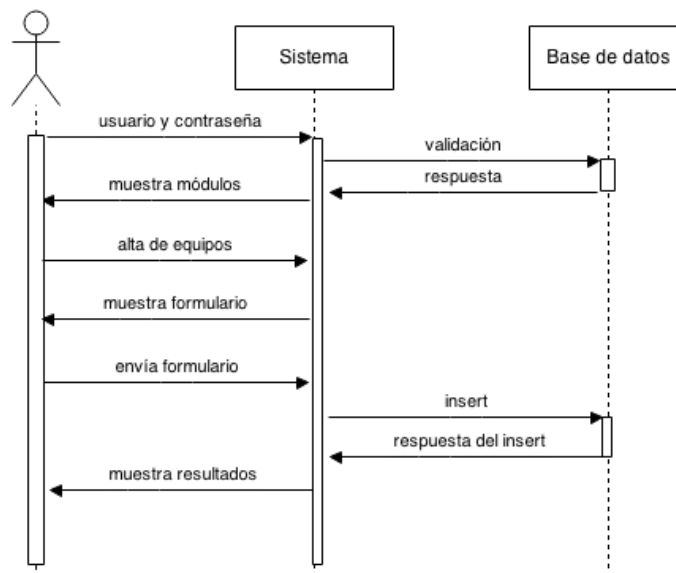 Sistema
Base de datos
usuario y contraseña
validación
respuesta
muestra módulos
alta de equipos
muestra formulario
envía formulario
insert
respuesta del insert
muestra resultados